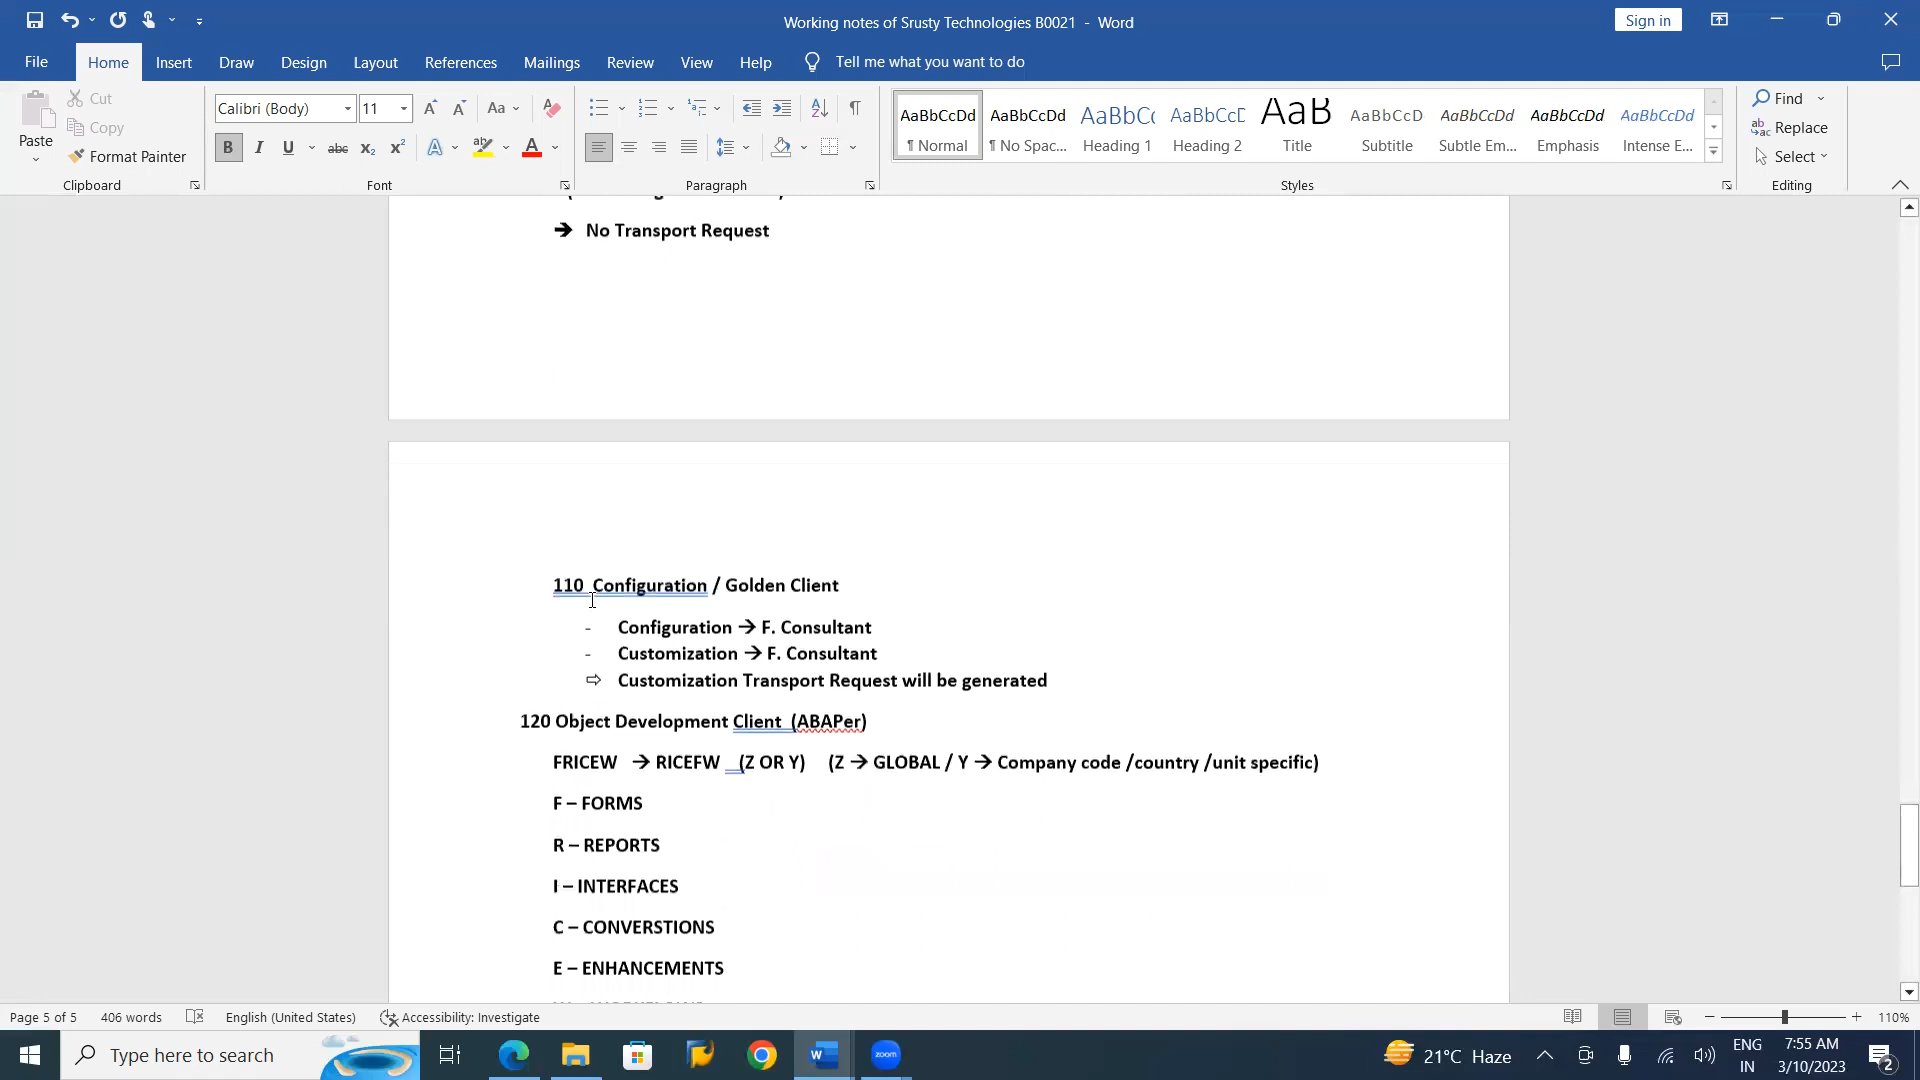 Working notes of Srusty Technologies B0021 - Word
Sign in
File Home Insert Draw Design Layout References Mailings Review View Help Tell me what you want to do
Paste
Cut
Copy
Format Painter
Clipboard
Calibri (Body) 11
Font
Paragraph
AaBbCcDd AaBbCcDd AaBbCc AaBbCcC AaB AaBbCcD AaBbCcDd AaBbCcDd AaBbCcDd
¶ Normal ¶ No Spac... Heading 1 Heading 2 Title Subtitle Subtle Em... Emphasis Intense E...
Styles
Find
Replace
Select
Editing
➔ No Transport Request
110 Configuration / Golden Client
- Configuration → F. Consultant
- Customization → F. Consultant
⇨ Customization Transport Request will be generated
120 Object Development Client (ABAPer)
FRICEW → RICEFW (Z OR Y) (Z → GLOBAL / Y → Company code /country /unit specific)
F – FORMS
R – REPORTS
I – INTERFACES
C – CONVERSTIONS
E – ENHANCEMENTS
Page 5 of 5 406 words English (United States) Accessibility: Investigate 110%
Type here to search
zoom
21°C Haze
ENG
IN
7:55 AM
3/10/2023
2